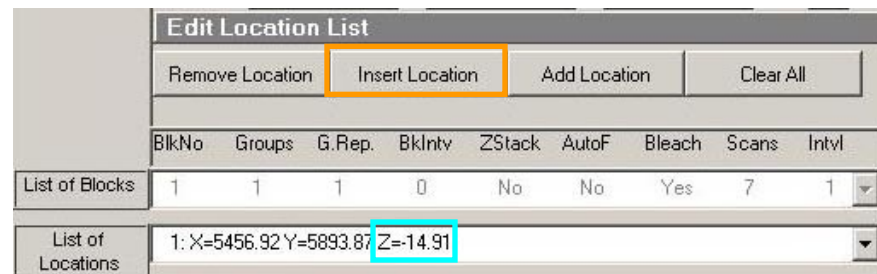 Edit Location List
Remove Location Insert Location Add Location Clear All
BlkNo Groups G.Rep. BkIntv ZStack AutoF Bleach Scans Intvl
List of Blocks 1 1 1 0 No No Yes 7 1
List of Locations 1: X=5456.92 Y=5893.87 Z=-14.91